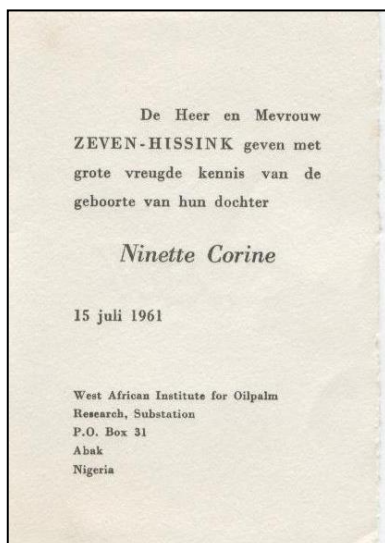 De Heer en Mevrouw
ZEVEN-HISSINK geven met
grote vreugde kennis van de
geboorte van hun dochter
Ninette Corine
15 juli 1961
West African Institute for Oilpalm
Research, Substation
P.O. Box 31
Abak
Nigeria